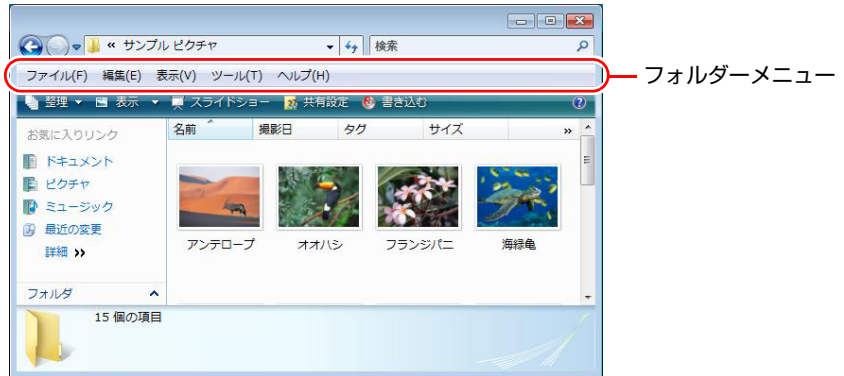 « サンプル ピクチャ 検索
ファイル(F) 編集(E) 表示(V) ツール(T) ヘルプ(H)
フォルダーメニュー
整理 表示 スライドショー 共有設定 書き込む
お気に入りリンク
名前 撮影日 タグ サイズ »
ドキュメント
ピクチャ
ミュージック
最近の変更
詳細 »
アンテロープ オオハシ フランジパニ 海緑亀
フォルダ
15 個の項目